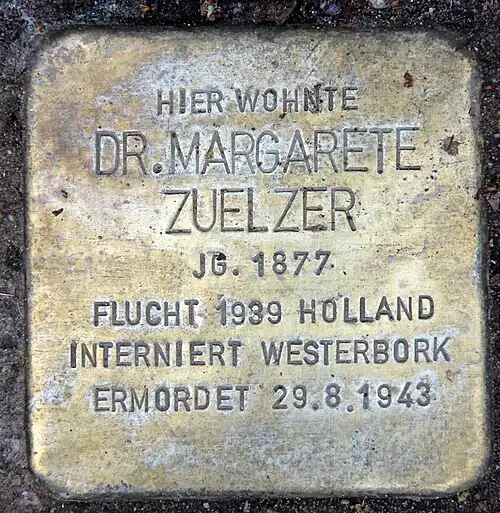 HIER WOHNTE
DR. MARGARETE
ZUELZER
JG. 1877
FLUCHT 1939 HOLLAND
INTERNIERT WESTERBORK
ERMORDET 29.8.1943